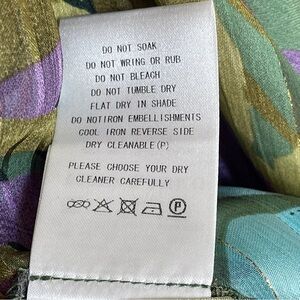 DO NOT SOAK
DO NOT WRING OR RUB
DO NOT BLEACH
DO NOT TUMBLE DRY
FLAT DRY IN SHADE
DO NOTIRON EMBELLISHMENTS
COOL IRON REVERSE SIDE
DRY CLEANABLE(P)
PLEASE CHOOSE YOUR DRY
CLEANER CAREFULLY
P